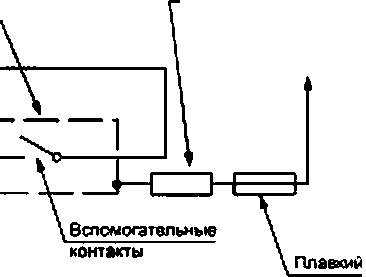 Вспомогательные
контакты
Плавкий